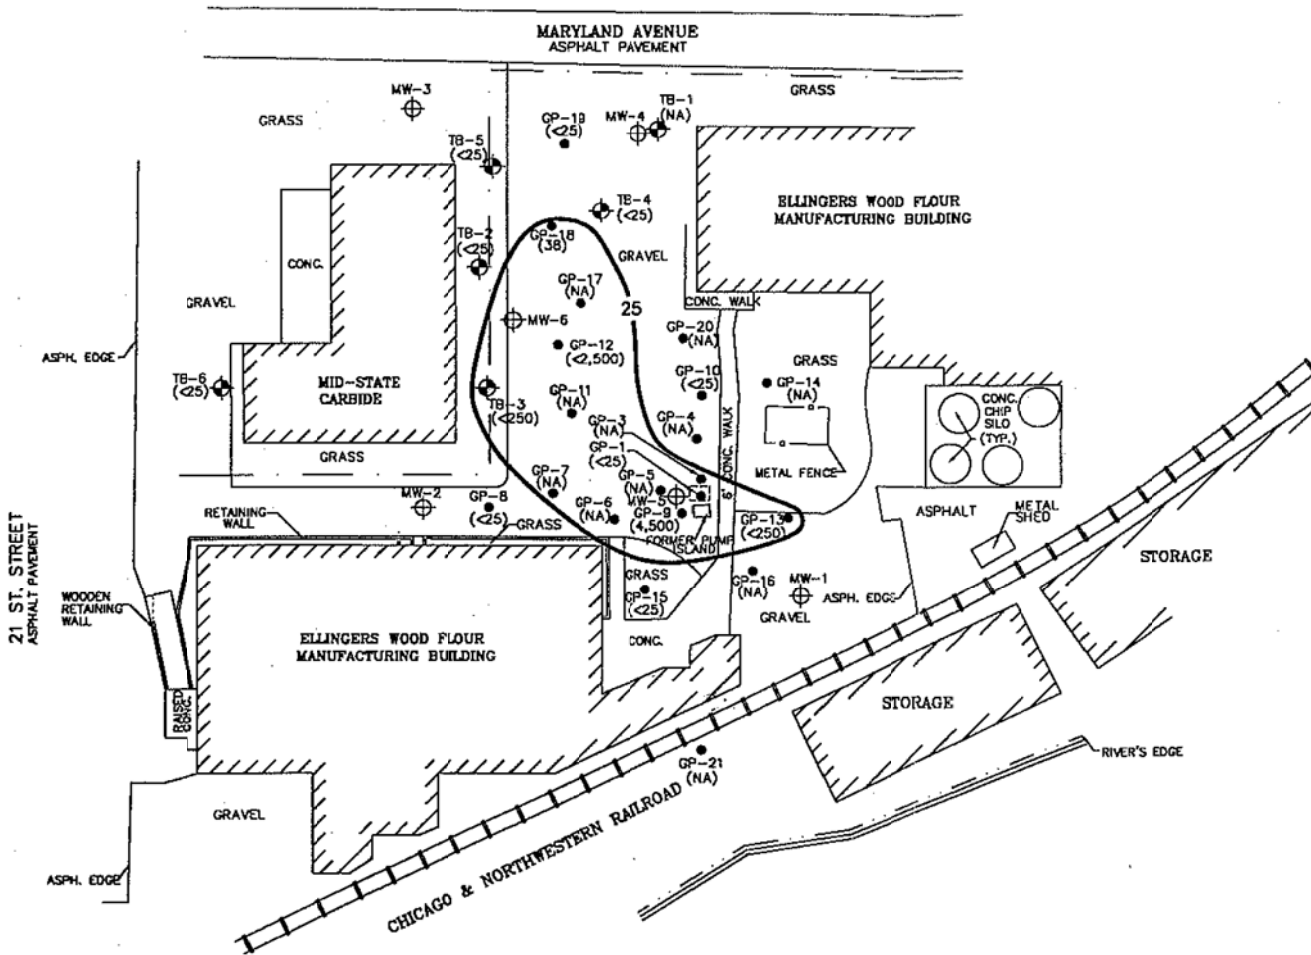 MARYLAND AVENUE
ASPHALT PAVEMENT
MW-3
GRASS
TB-5
(<25)
GP-19
(<25)
MW-4
TB-1
(NA)
GRASS
TB-4
(<25)
ELLINGERS WOOD FLOUR
MANUFACTURING BUILDING
GP-18
(38)
TB-2
(<25)
GRAVEL
CONC.
GP-17
(NA)
25
CONC. WALK
GRAVEL
MW-6
GP-20
(NA)
ASPH. EDGE
GP-12
(<2,500)
GRASS
TB-6
(<25)
MID-STATE
CARBIDE
TB-3
(<250)
GP-11
(NA)
GP-10
(<25)
GP-14
(NA)
CONC.
CHIP
SILO
(TYP.)
GP-3
(NA)
GP-4
(NA)
6' CONC. WALK
GP-1
(<25)
GRASS
METAL FENCE
GP-7
(NA)
GP-5
(NA)
MW-5
MW-2
GP-8
(<25)
GP-6
(NA)
GP-9
(4,500)
GP-13
(<250)
ASPHALT
METAL
SHED
RETAINING
WALL
GRASS
FORMER PUMP
ISLAND
STORAGE
21 ST. STREET
ASPHALT PAVEMENT
WOODEN
RETAINING
WALL
GRASS
GP-15
(<25)
GP-16
(NA)
MW-1
GRAVEL
ASPH. EDGE
ELLINGERS WOOD FLOUR
MANUFACTURING BUILDING
CONC.
RAISED
CONC.
STORAGE
GP-21
(NA)
RIVER'S EDGE
GRAVEL
CHICAGO & NORTHWESTERN RAILROAD
ASPH. EDGE